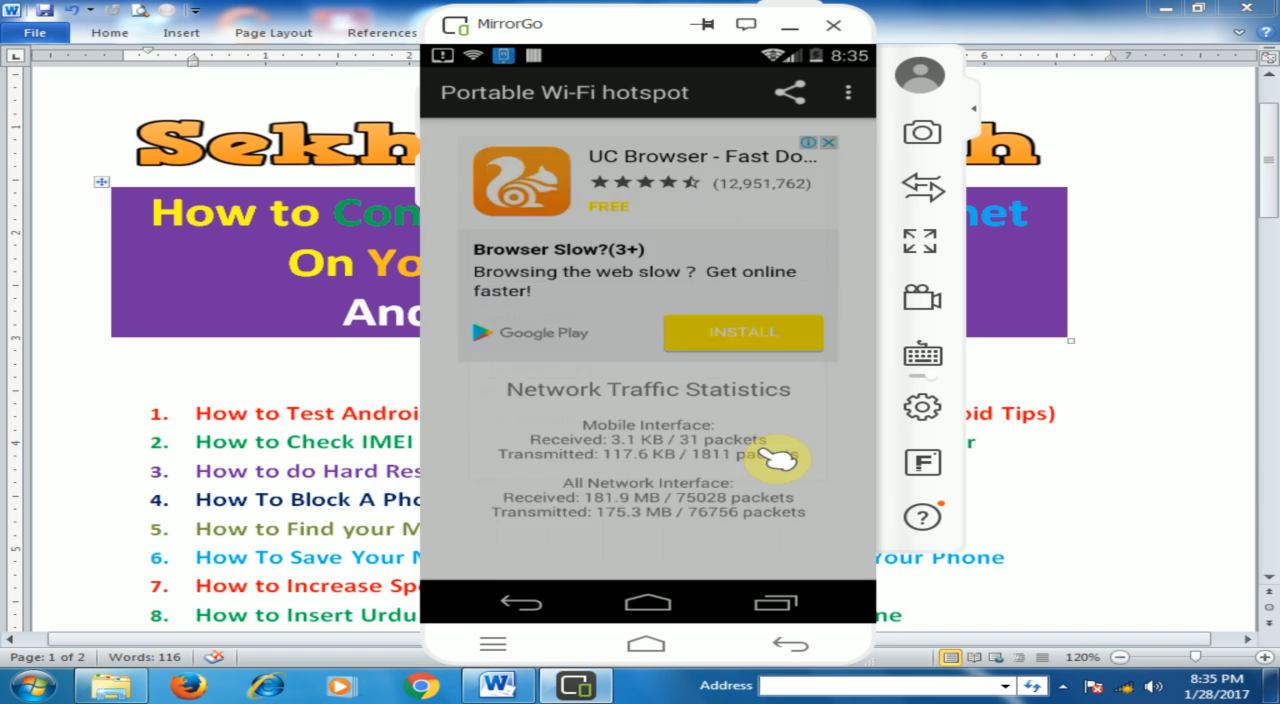 MirrorGo
File Home Insert Page Layout References
8:35
Portable Wi-Fi hotspot
UC Browser - Fast Do...
(12,951,762)
FREE
Browser Slow?(3+)
Browsing the web slow ? Get online
faster!
Google Play
INSTALL
Network Traffic Statistics
Mobile Interface:
Received: 3.1 KB / 31 packets
Transmitted: 117.6 KB / 1811 pa
All Network Interface:
Received: 181.9 MB / 75028 packets
Transmitted: 175.3 MB / 76756 packets
Sekh h
How to Con net
On Yo
And
1. How to Test Androi oid Tips)
2. How to Check IMEI r
3. How to do Hard Res
4. How To Block A Pho
5. How to Find your M
6. How To Save Your M Your Phone
7. How to Increase Spe
8. How to Insert Urdu ne
Page: 1 of 2 Words: 116 120%
Address
8:35 PM
1/28/2017